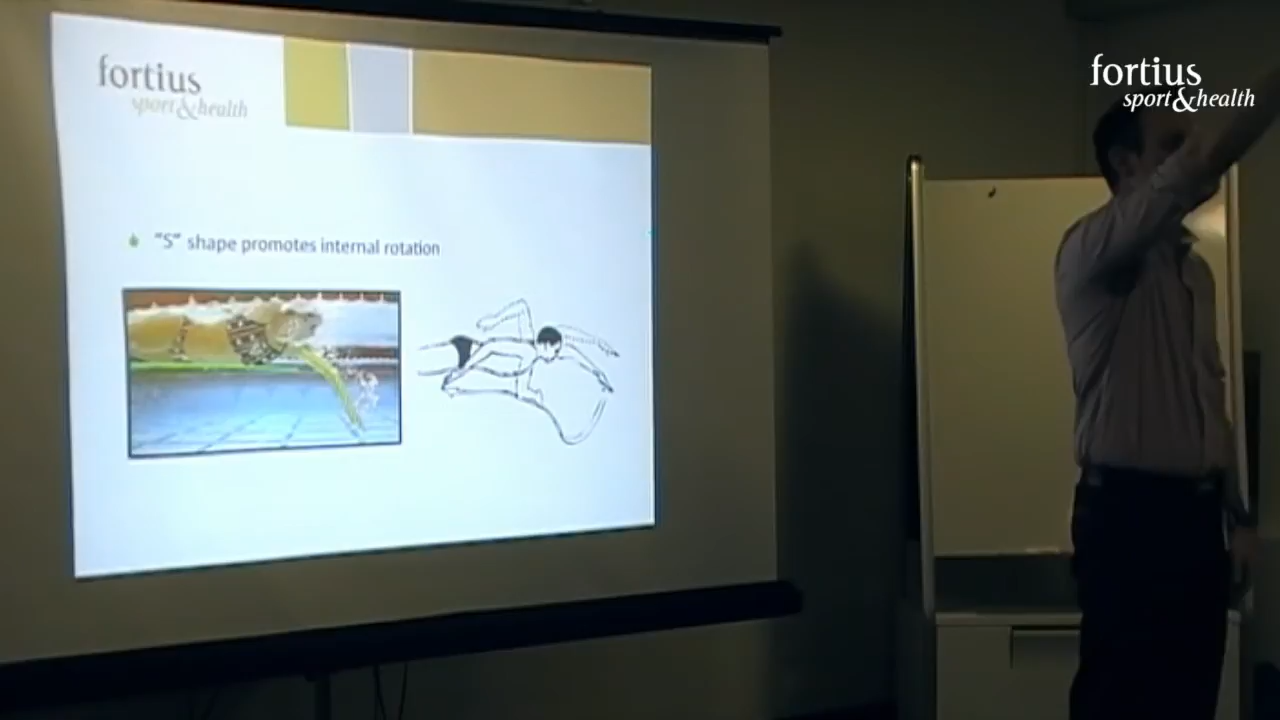 fortius
sport&health
fortius
sport&health
"S" shape promotes internal rotation